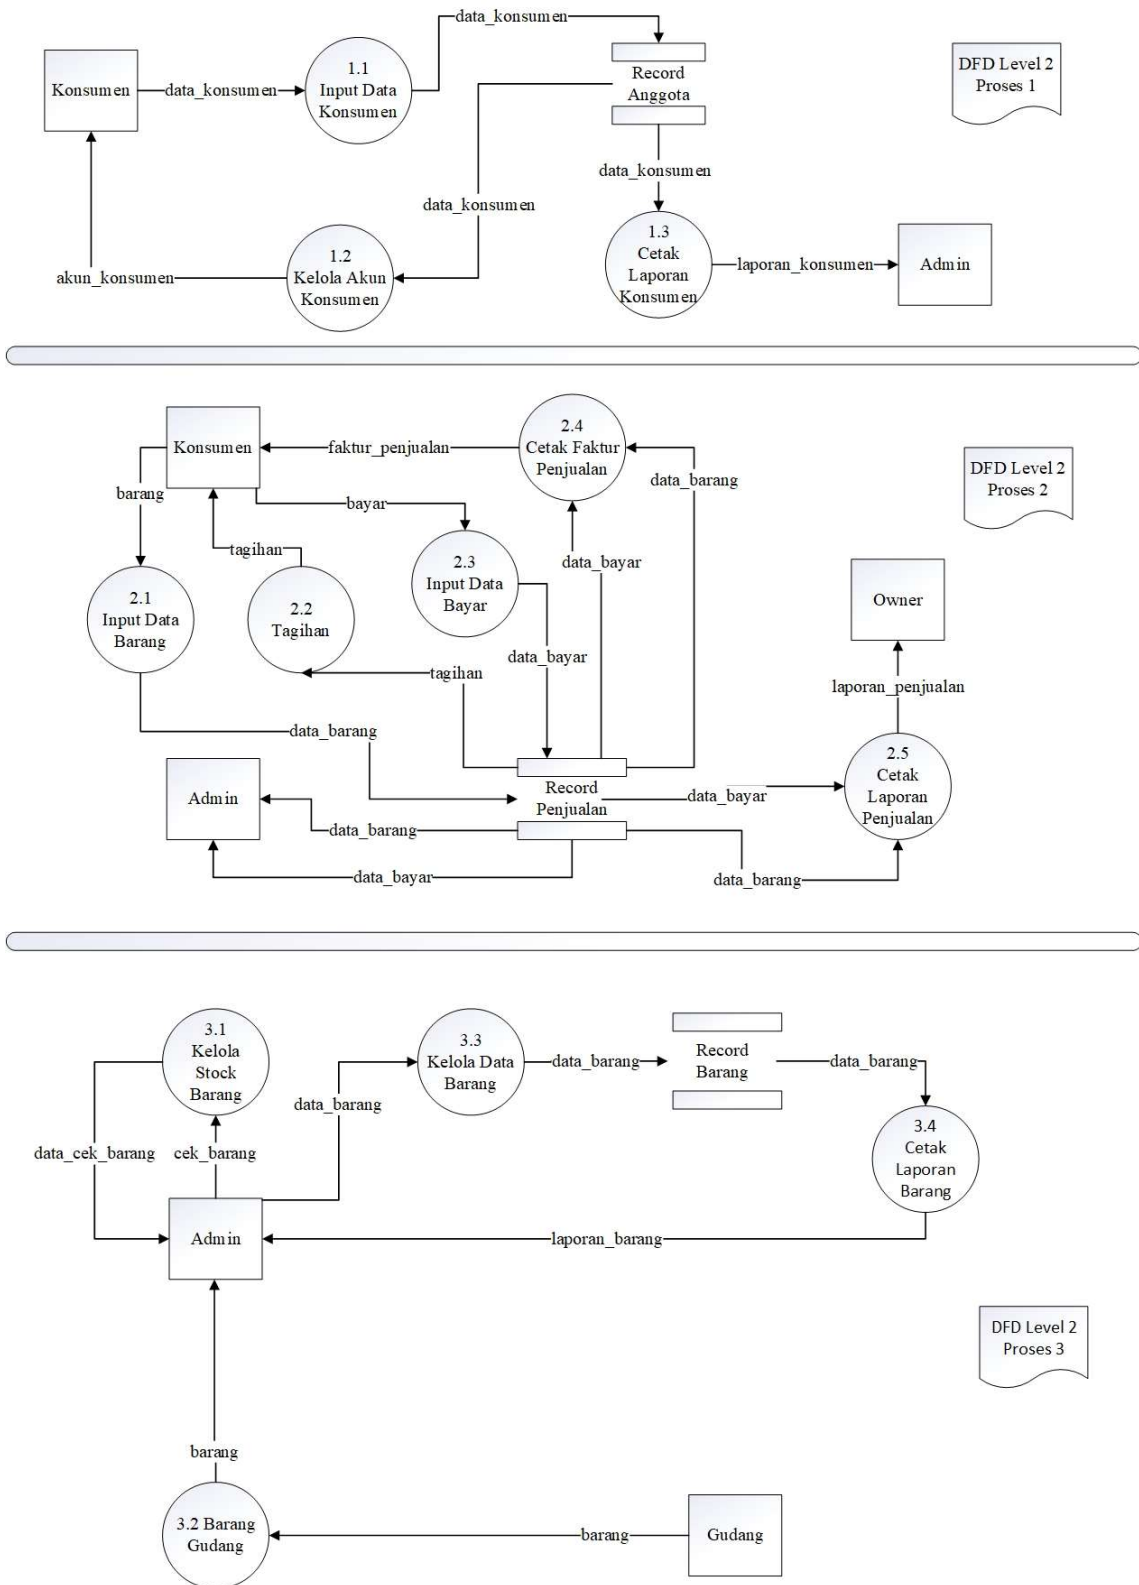 data_konsumen
Konsumen
data_konsumen
1.1
Input Data
Konsumen
Record
Anggota
DFD Level 2
Proses 1
data_konsumen
data_konsumen
akun_konsumen
1.2
Kelola Akun
Konsumen
1.3
Cetak
Laporan
Konsumen
laporan_konsumen
Admin
Konsumen
faktur_penjualan
2.4
Cetak Faktur
Penjualan
data_barang
DFD Level 2
Proses 2
barang
bayar
tagihan
2.3
Input Data
Bayar
data_bayar
2.1
Input Data
Barang
2.2
Tagihan
Owner
data_bayar
tagihan
laporan_penjualan
data_barang
Admin
Record
Penjualan
data_bayar
2.5
Cetak
Laporan
Penjualan
data_barang
data_bayar
data_barang
3.1
Kelola
Stock
Barang
3.3
Kelola Data
Barang
data_barang
Record
Barang
data_barang
data_barang
data_cek_barang
cek_barang
3.4
Cetak
Laporan
Barang
Admin
laporan_barang
DFD Level 2
Proses 3
barang
3.2 Barang
Gudang
barang
Gudang